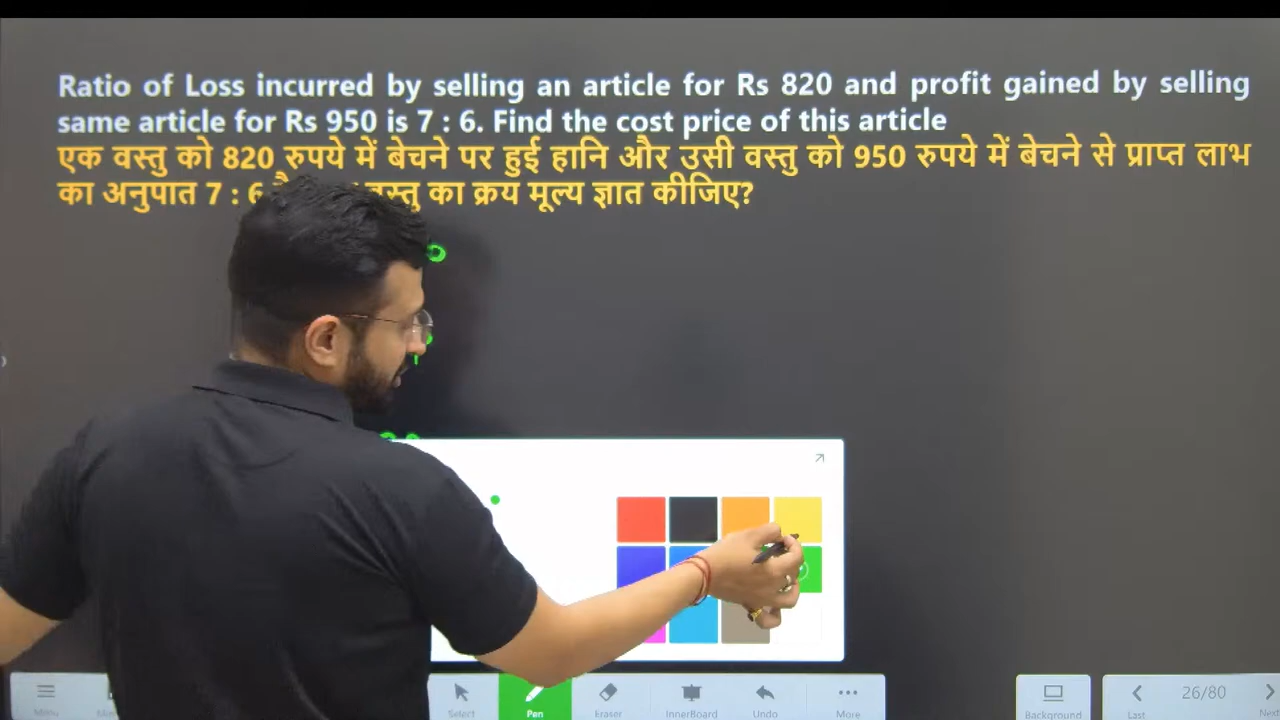 Ratio of Loss incurred by selling an article for Rs 820 and profit gained by selling
same article for Rs 950 is 7 : 6. Find the cost price of this article
एक वस्तु को 820 रुपये में बेचने पर हुई हानि और उसी वस्तु को 950 रुपये में बेचने से प्राप्त लाभ
का अनुपात 7 : 6 वस्तु का क्रय मूल्य ज्ञात कीजिए?
26/80
Menu Select Pen Eraser InnerBoard Undo More Background Last Next